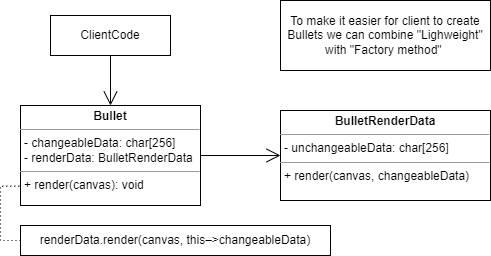 ClientCode
To make it easier for client to create
Bullets we can combine "Lighweight"
with "Factory method"
Bullet
- changeableData: char[256]
- renderData: BulletRenderData
+ render(canvas): void
BulletRenderData
- unchangeableData: char[256]
+ render(canvas, changeableData)
renderData.render(canvas, this–>changeableData)